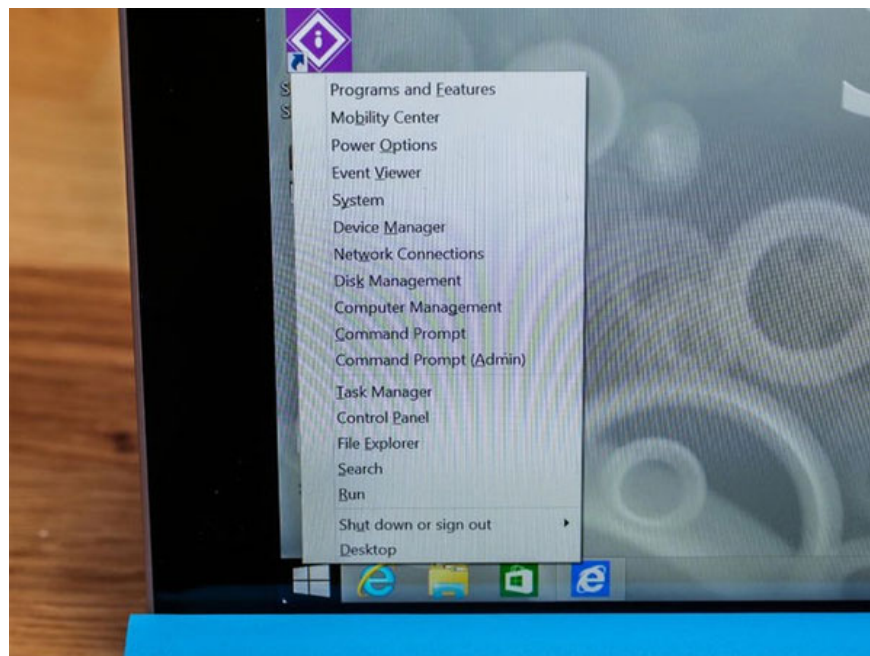 Programs and Features
Mobility Center
Power Options
Event Viewer
System
Device Manager
Network Connections
Disk Management
Computer Management
Command Prompt
Command Prompt (Admin)
Task Manager
Control Panel
File Explorer
Search
Run
Shut down or sign out
Desktop